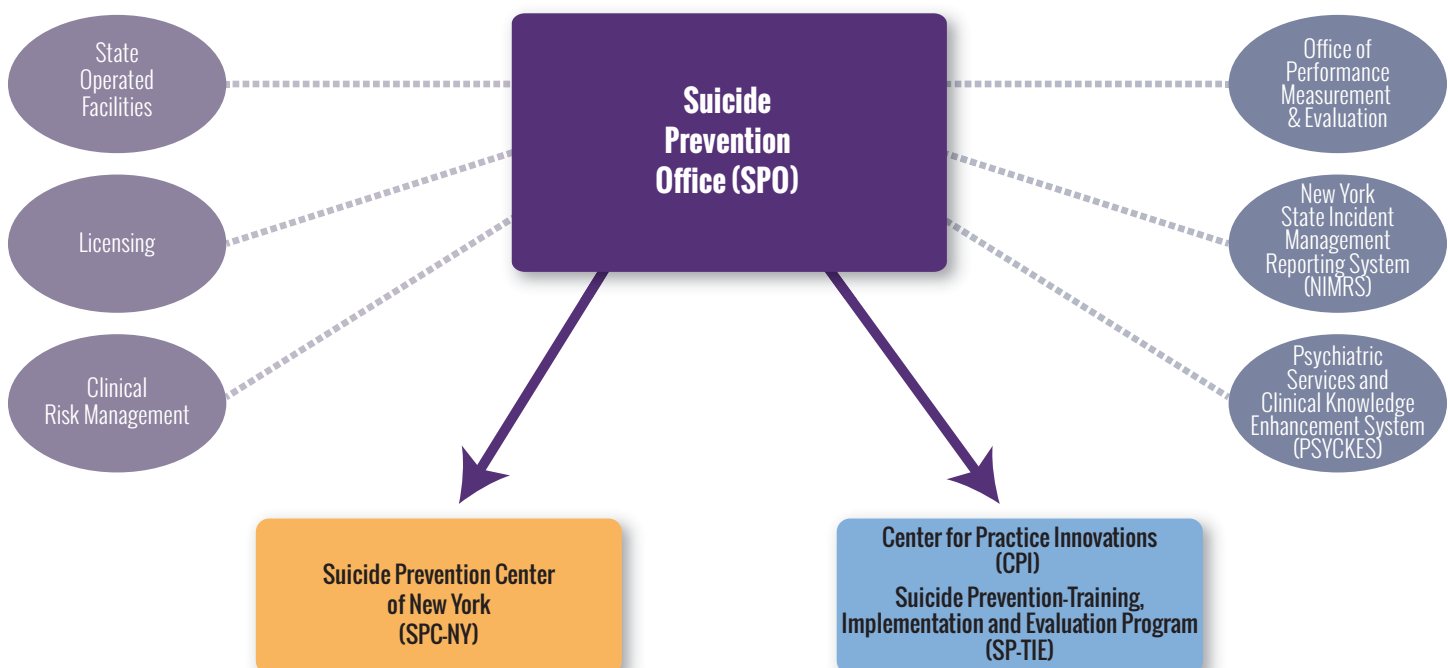 State
Operated
Facilities
Licensing
Clinical
Risk Management
Suicide
Prevention
Office (SPO)
Office of
Performance
Measurement
& Evaluation
New York
State Incident
Management
Reporting System
(NIMRS)
Psychiatric
Services and
Clinical Knowledge
Enhancement System
(PSYCKES)
Suicide Prevention Center
of New York
(SPC-NY)
Center for Practice Innovations
(CPI)
Suicide Prevention-Training,
Implementation and Evaluation Program
(SP-TIE)